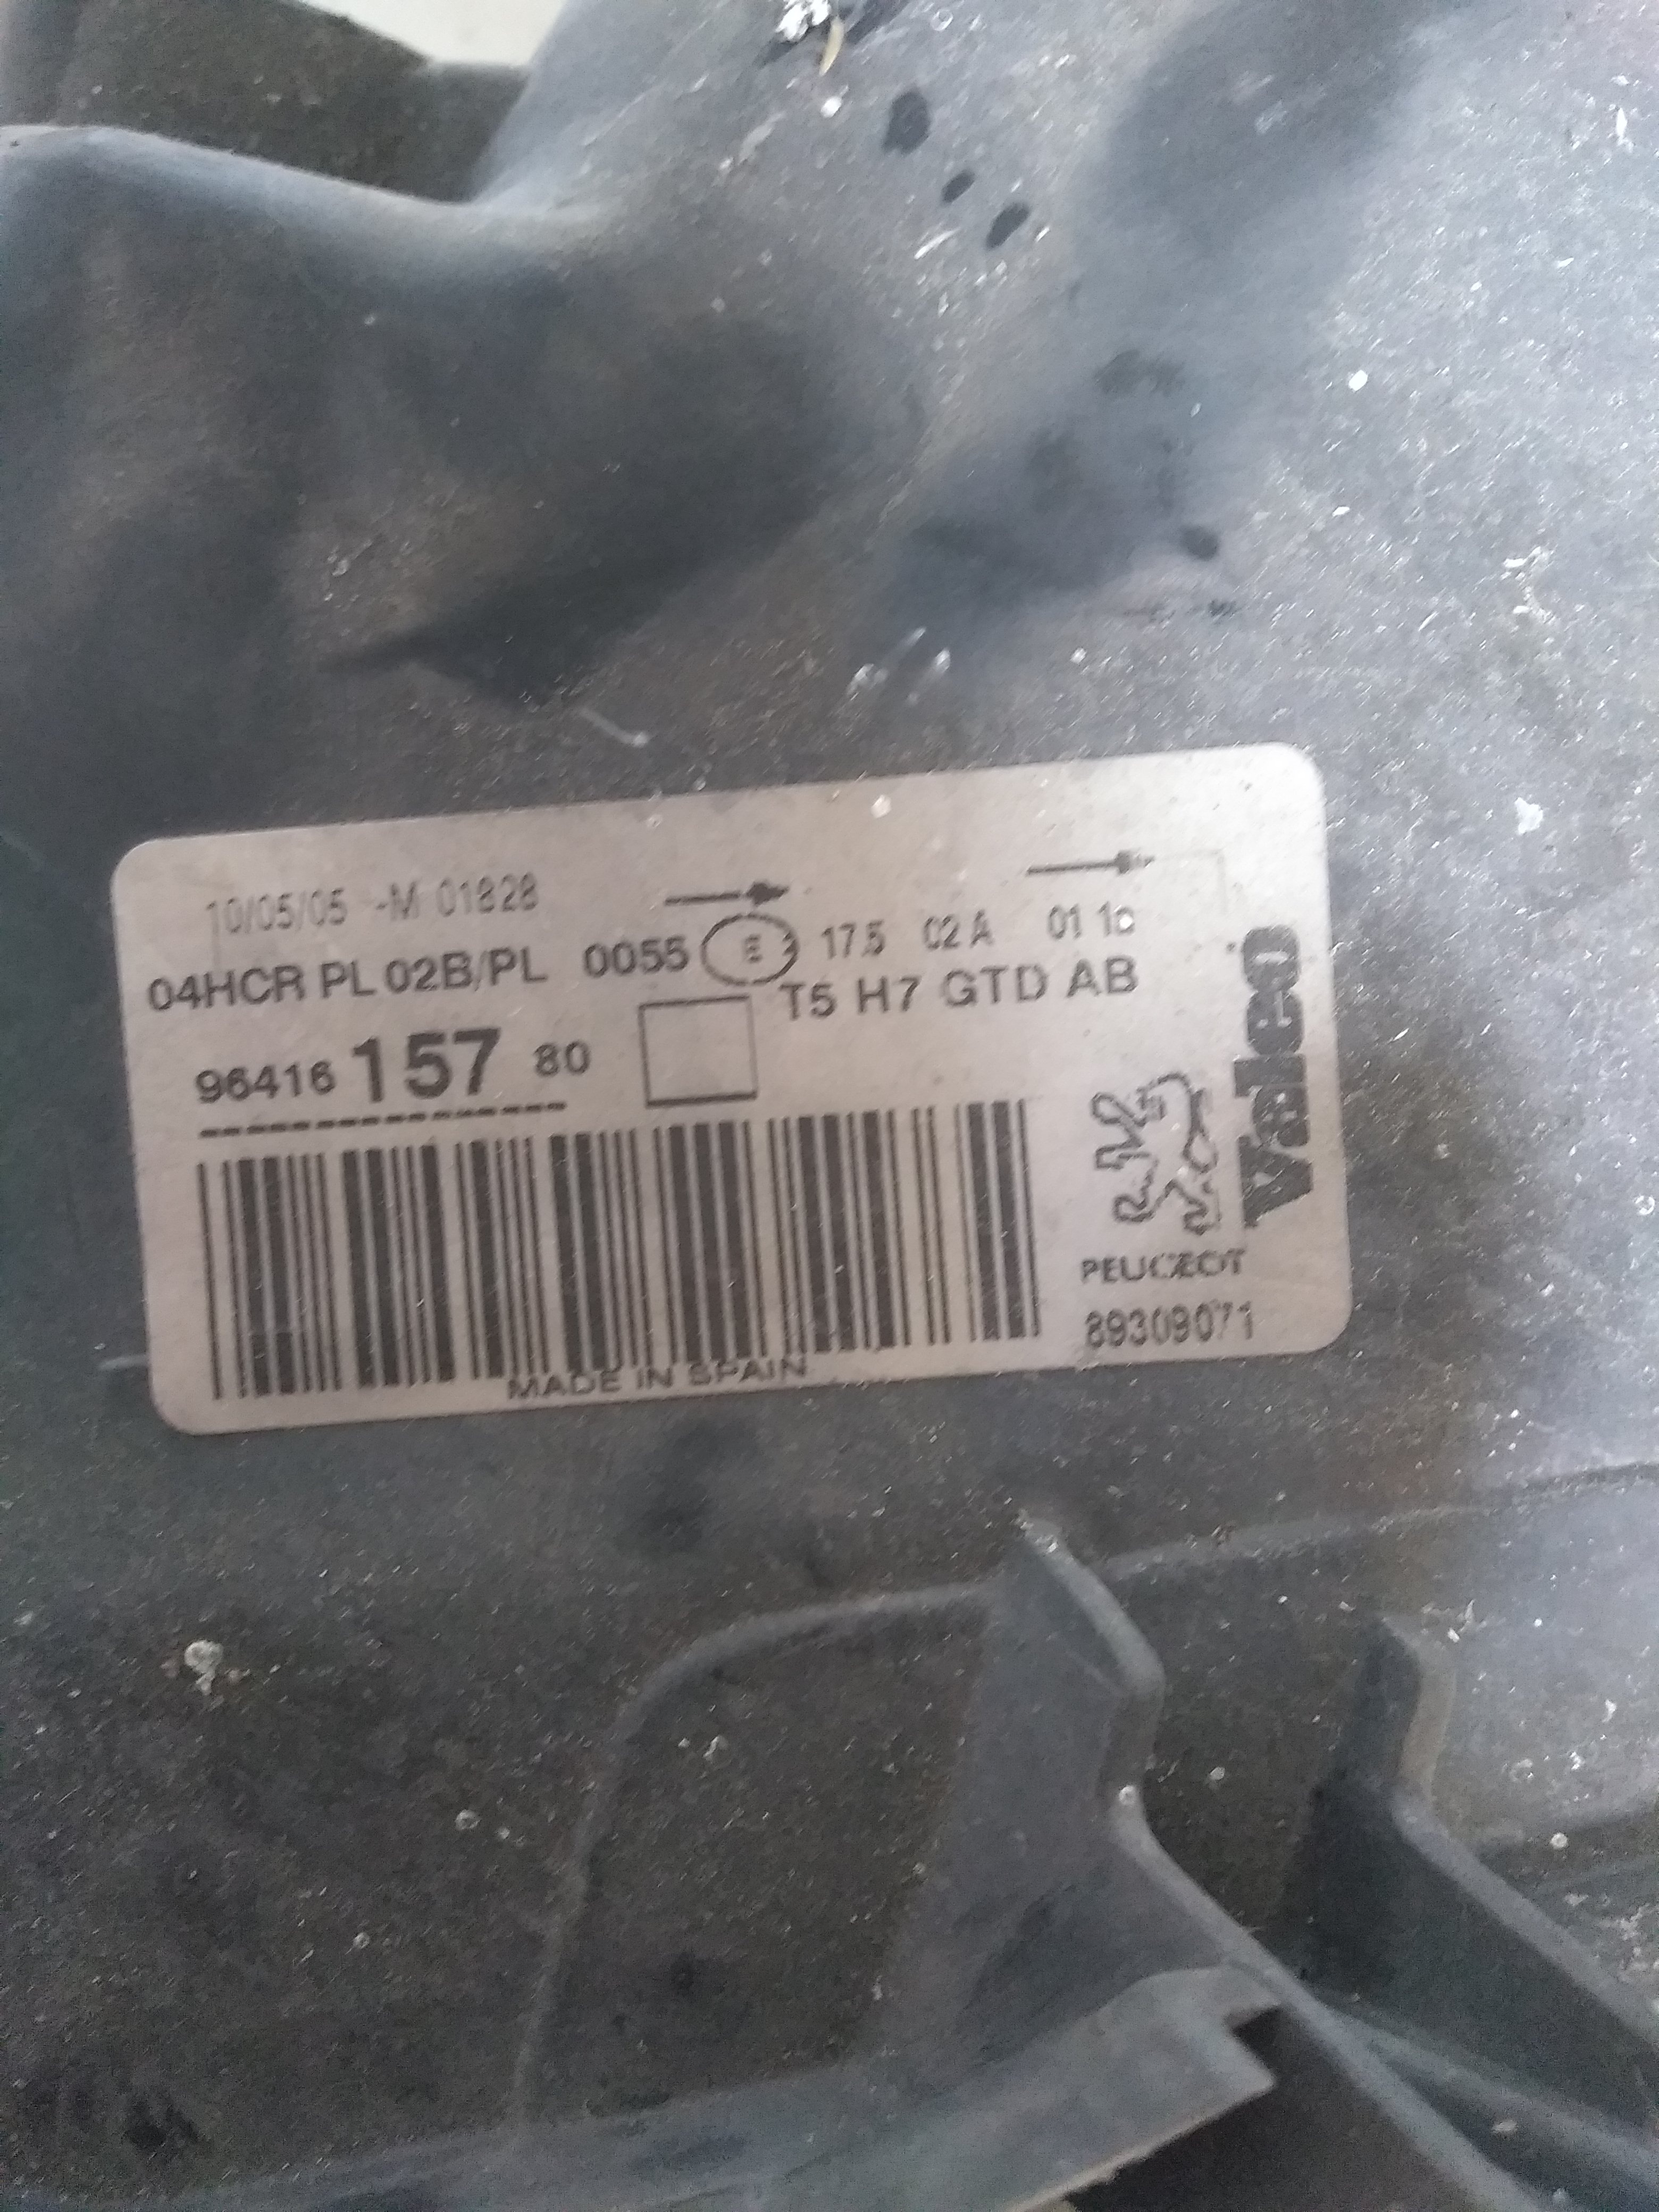 10/05/05 -M 01828
04HCR PL 02B/PL 0055 E 17.5 02 A 01 1c
T5 H7 GTD AB
96416 157 80
Valeo
PEUGEOT
89309071
MADE IN SPAIN